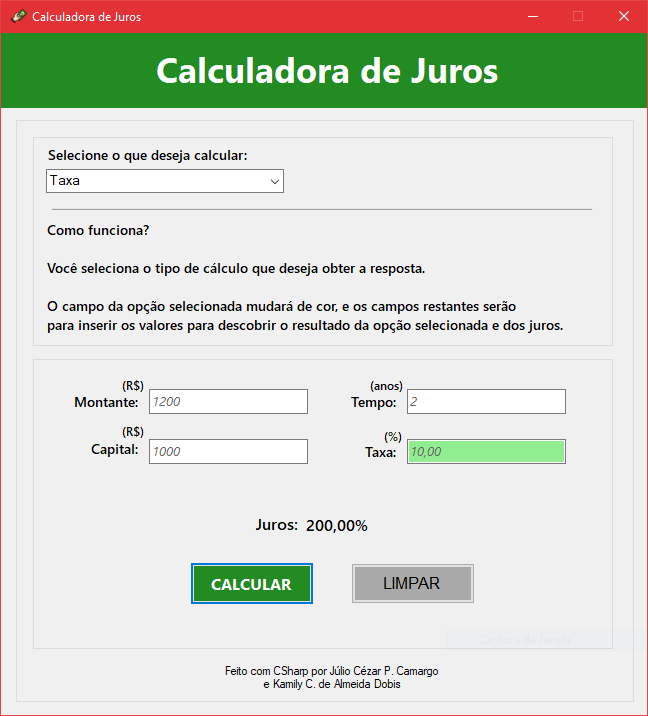 Calculadora de Juros
Calculadora de Juros
Selecione o que deseja calcular:
Taxa
Como funciona?
Você seleciona o tipo de cálculo que deseja obter a resposta.
O campo da opção selecionada mudará de cor, e os campos restantes serão
para inserir os valores para descobrir o resultado da opção selecionada e dos juros.
(R$)
Montante: 1200
(anos)
Tempo: 2
(R$)
Capital: 1000
(%)
Taxa: 10,00
Juros: 200,00%
CALCULAR
LIMPAR
Captura de Janela
Feito com CSharp por Júlio Cézar P. Camargo
e Kamily C. de Almeida Dobis